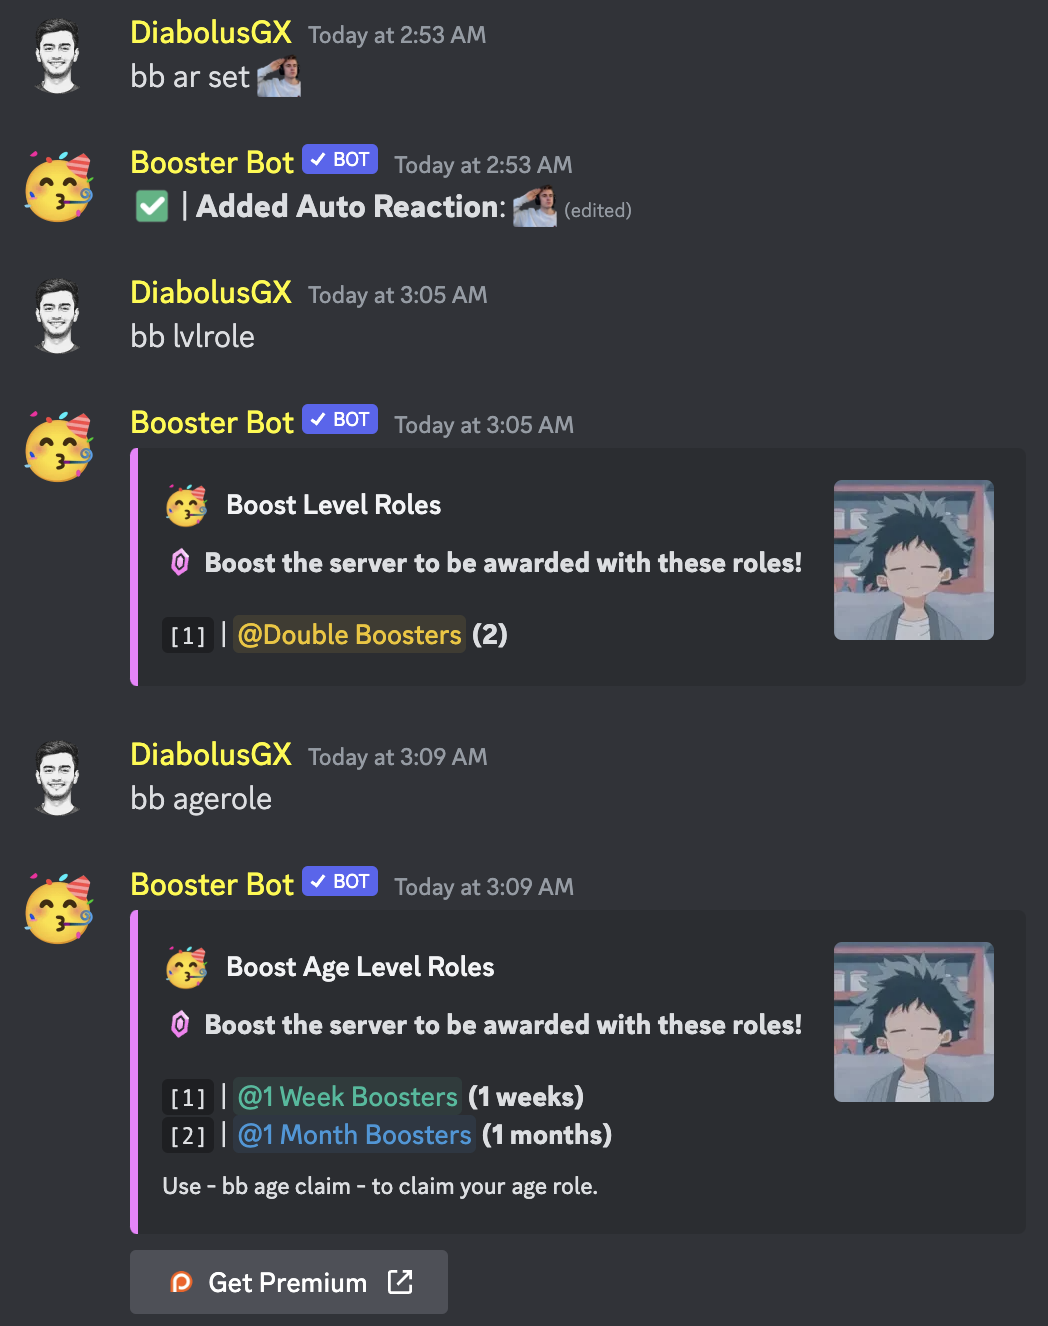 DiabolusGX Today at 2:53 AM
bb ar set
Booster Bot ✓ BOT Today at 2:53 AM
✅ | Added Auto Reaction: (edited)
DiabolusGX Today at 3:05 AM
bb lvlrole
Booster Bot ✓ BOT Today at 3:05 AM
Boost Level Roles
Boost the server to be awarded with these roles!
[1] | @Double Boosters (2)
DiabolusGX Today at 3:09 AM
bb agerole
Booster Bot ✓ BOT Today at 3:09 AM
Boost Age Level Roles
Boost the server to be awarded with these roles!
[1] | @1 Week Boosters (1 weeks)
[2] | @1 Month Boosters (1 months)
Use - bb age claim - to claim your age role.
Get Premium